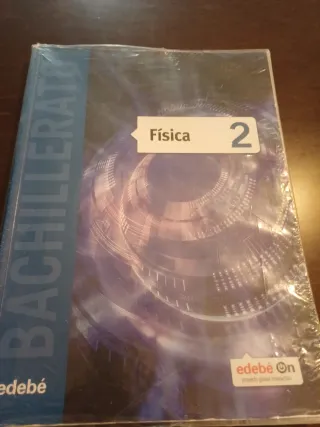 BACHILLERATO
Física 2
edebé
edebé On